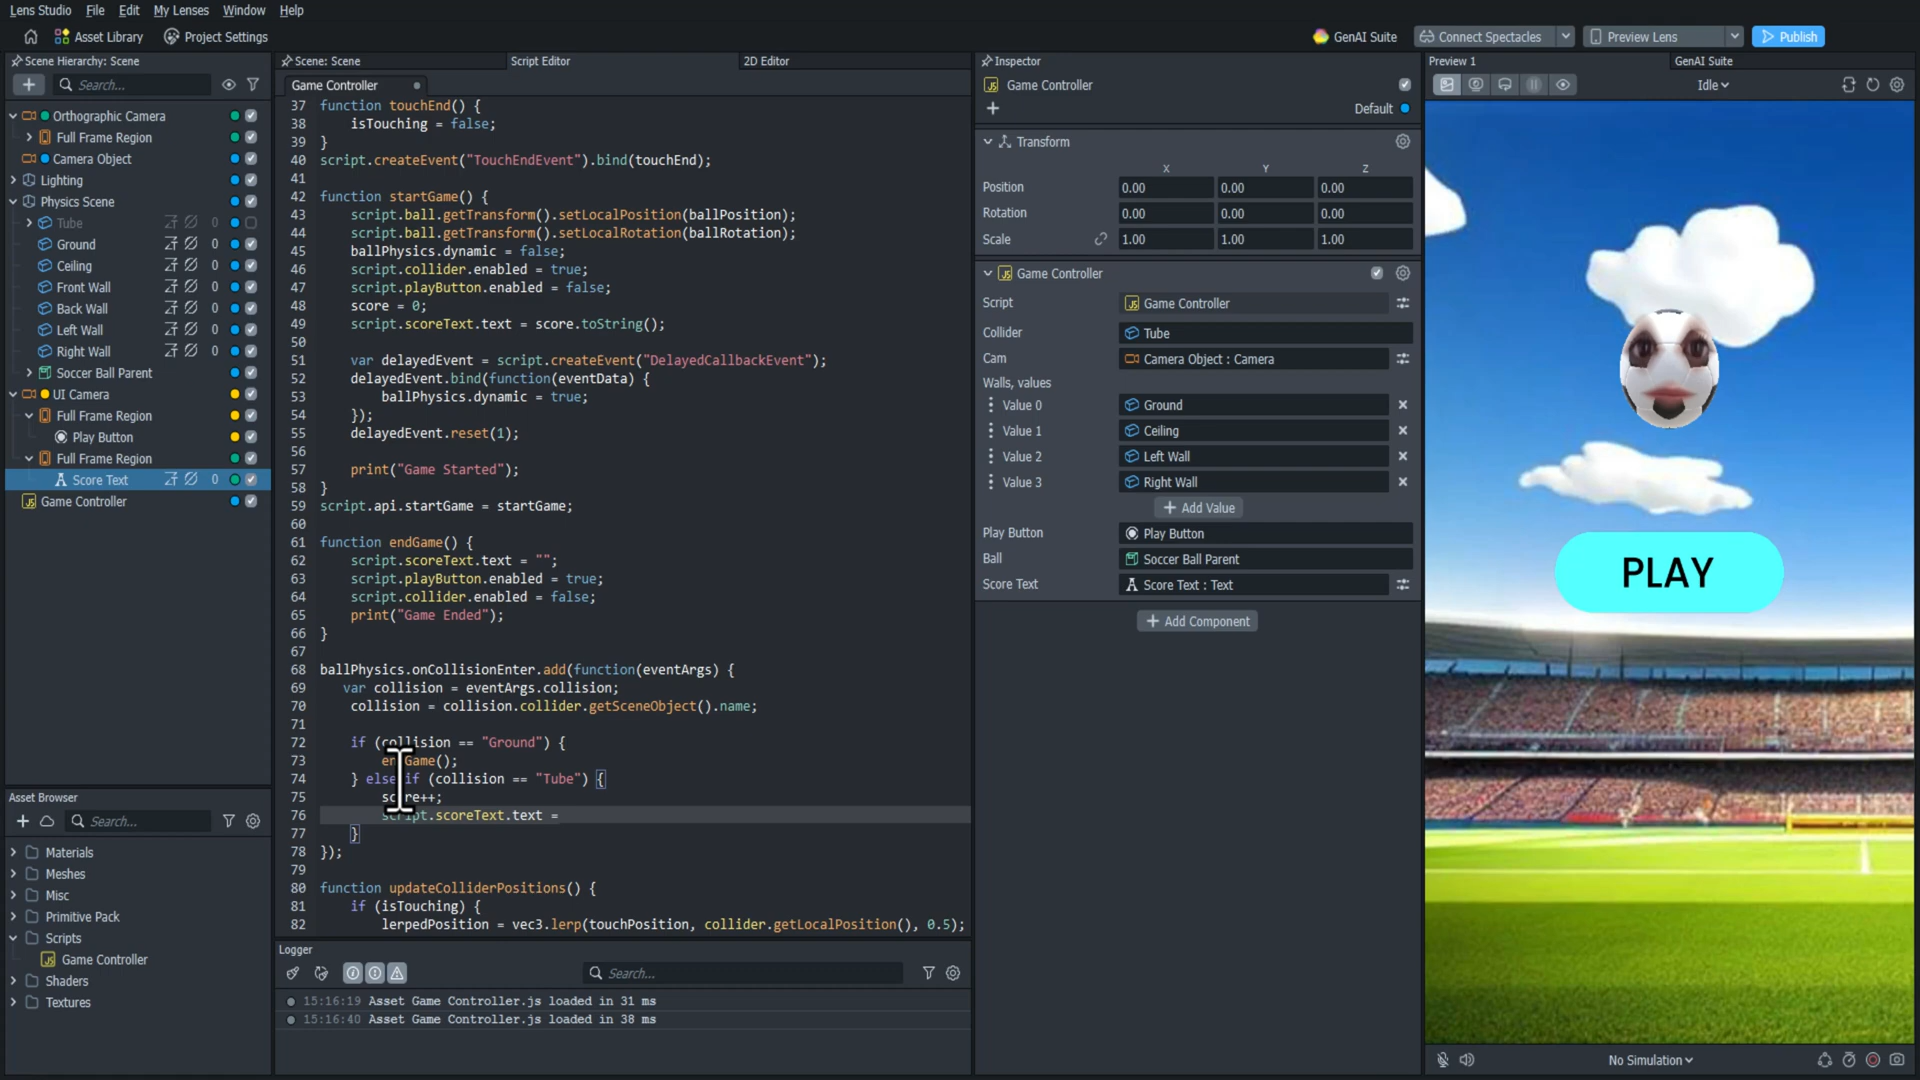 Lens Studio File Edit My Lenses Window Help
Asset Library Project Settings
GenAI Suite Connect Spectacles Preview Lens Publish
Scene Hierarchy: Scene
Search...
Orthographic Camera
Full Frame Region
Camera Object
Lighting
Physics Scene
Tube 0
Ground 0
Ceiling 0
Front Wall 0
Back Wall 0
Left Wall 0
Right Wall 0
Soccer Ball Parent
UI Camera
Full Frame Region
Play Button
Full Frame Region
Score Text 0
Game Controller
Asset Browser
Search...
Materials
Meshes
Misc
Primitive Pack
Scripts
Game Controller
Shaders
Textures
Scene: Scene Script Editor 2D Editor
Game Controller
37 function touchEnd() {
38 isTouching = false;
39 }
40 script.createEvent("TouchEndEvent").bind(touchEnd);
41
42 function startGame() {
43 script.ball.getTransform().setLocalPosition(ballPosition);
44 script.ball.getTransform().setLocalRotation(ballRotation);
45 ballPhysics.dynamic = false;
46 script.collider.enabled = true;
47 script.playButton.enabled = false;
48 score = 0;
49 script.scoreText.text = score.toString();
50
51 var delayedEvent = script.createEvent("DelayedCallbackEvent");
52 delayedEvent.bind(function(eventData) {
53 ballPhysics.dynamic = true;
54 });
55 delayedEvent.reset(1);
56
57 print("Game Started");
58 }
59 script.api.startGame = startGame;
60
61 function endGame() {
62 script.scoreText.text = "";
63 script.playButton.enabled = true;
64 script.collider.enabled = false;
65 print("Game Ended");
66 }
67
68 ballPhysics.onCollisionEnter.add(function(eventArgs) {
69 var collision = eventArgs.collision;
70 collision = collision.collider.getSceneObject().name;
71
72 if (collision == "Ground") {
73 endGame();
74 } else if (collision == "Tube") {
75 score++;
76 script.scoreText.text =
77 }
78 });
79
80 function updateColliderPositions() {
81 if (isTouching) {
82 lerpedPosition = vec3.lerp(touchPosition, collider.getLocalPosition(), 0.5);
Logger
Search...
15:16:19 Asset Game Controller.js loaded in 31 ms
15:16:40 Asset Game Controller.js loaded in 38 ms
Inspector
Game Controller
Default
Transform
X Y Z
Position 0.00 0.00 0.00
Rotation 0.00 0.00 0.00
Scale 1.00 1.00 1.00
Game Controller
Script Game Controller
Collider Tube
Cam Camera Object : Camera
Walls, values
Value 0 Ground
Value 1 Ceiling
Value 2 Left Wall
Value 3 Right Wall
Add Value
Play Button Play Button
Ball Soccer Ball Parent
Score Text Score Text : Text
Add Component
Preview 1 GenAI Suite
Idle
PLAY
No Simulation